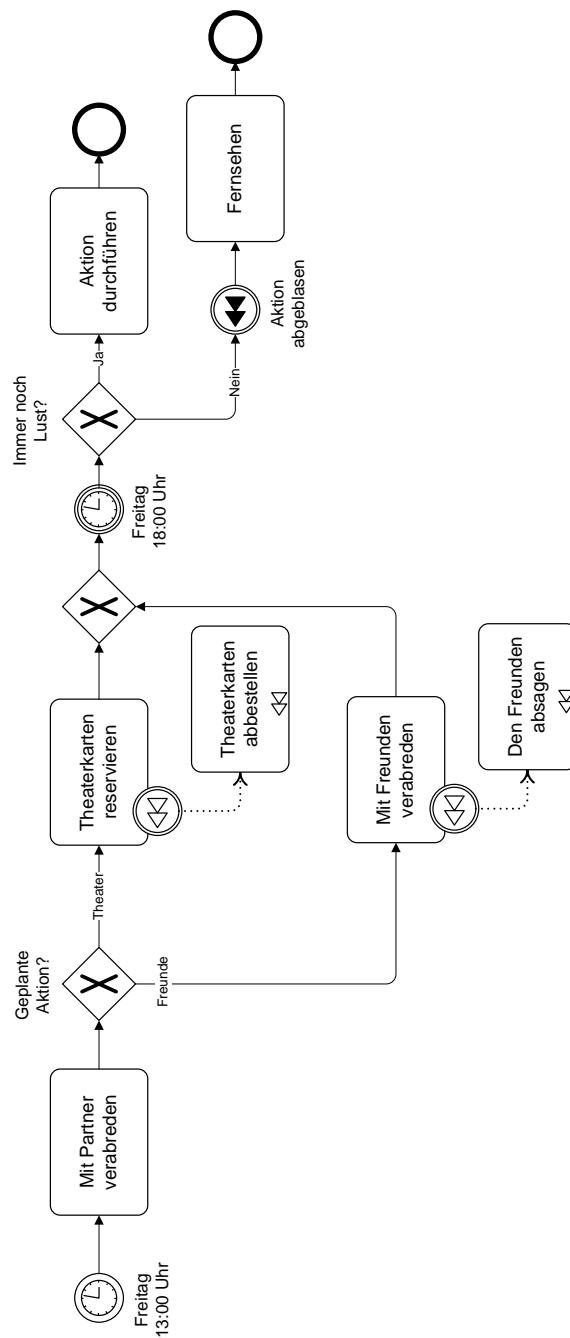 Freitag
13:00 Uhr
Mit Partner
verabreden
Geplante
Aktion?
Theater
Freunde
Theaterkarten
reservieren
Theaterkarten
abbestellen
Mit Freunden
verabreden
Den Freunden
absagen
Freitag
18:00 Uhr
Immer noch
Lust?
Ja
Nein
Aktion
durchführen
Aktion
abgeblasen
Fernsehen